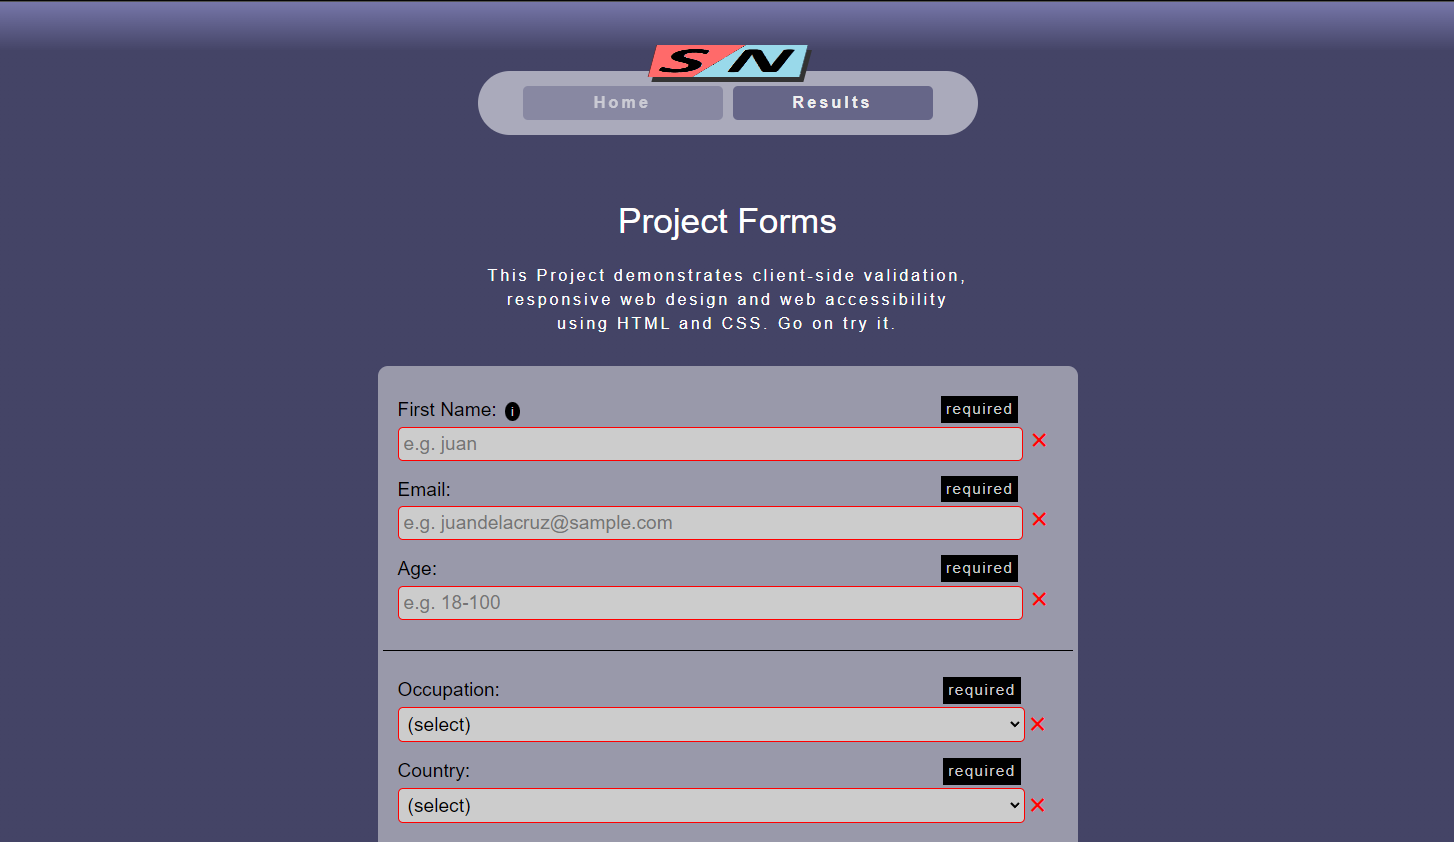 S/N
Home
Results
Project Forms
This Project demonstrates client-side validation,
responsive web design and web accessibility
using HTML and CSS. Go on try it.
First Name: i
required
e.g. juan
Email:
required
e.g. juandelacruz@sample.com
Age:
required
e.g. 18-100
Occupation:
required
(select)
Country:
required
(select)